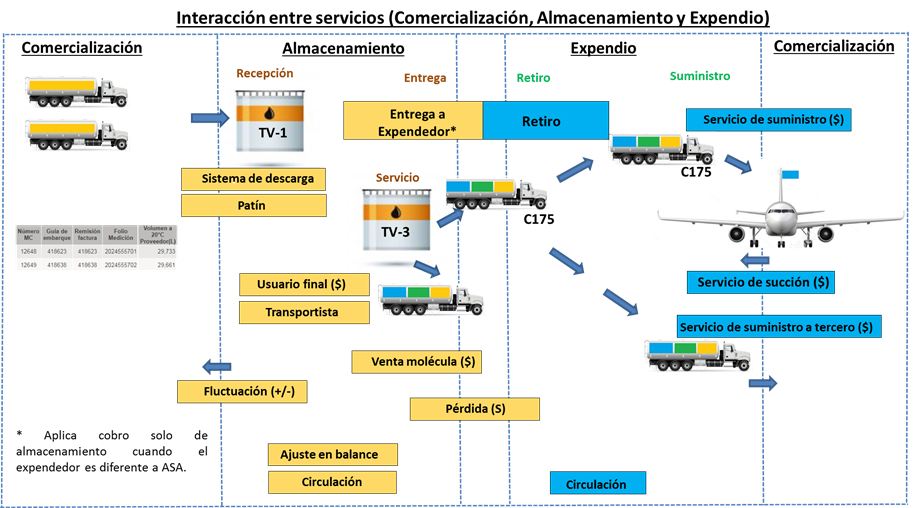 Interacción entre servicios (Comercialización, Almacenamiento y Expendio)
Comercialización
Almacenamiento
Expendio
Comercialización
Recepción
Entrega
Retiro
Suministro
TV-1
Entrega a
Expendedor*
Retiro
Servicio de suministro ($)
C175
Sistema de descarga
Patín
Servicio
TV-3
C175
Número MC
Guía de embarque
Remisión factura
Folio Medición
Volumen a 20°C Proveedor(L)
12648 418623 418623 2024555701 29,733
12649 418638 418638 2024555702 29,661
Servicio de succión ($)
Usuario final ($)
Transportista
Servicio de suministro a tercero ($)
Venta molécula ($)
Fluctuación (+/-)
Pérdida (S)
* Aplica cobro solo de
almacenamiento cuando el
expendedor es diferente a ASA.
Ajuste en balance
Circulación
Circulación